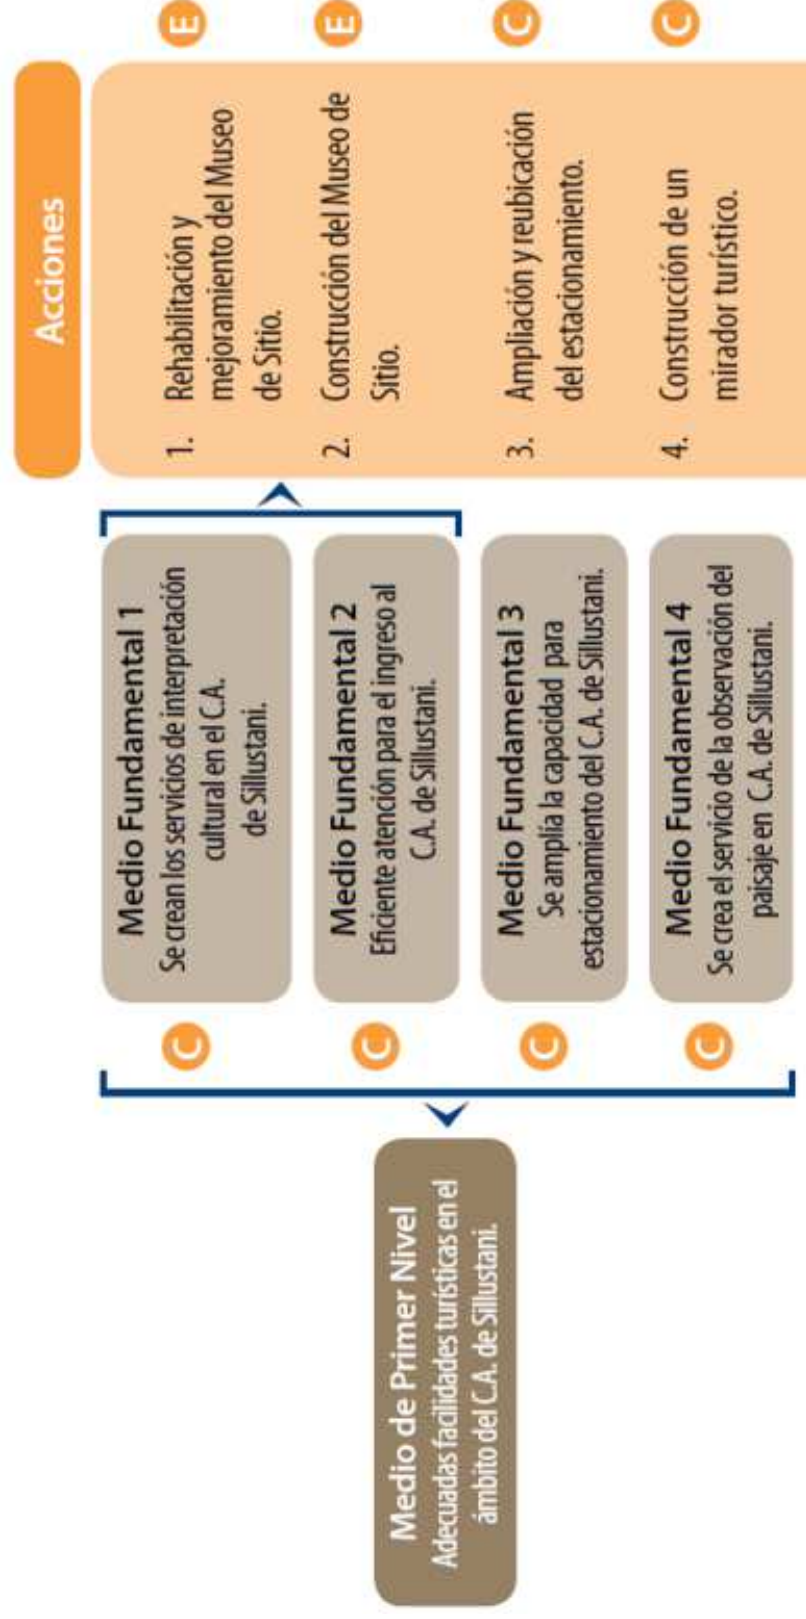 Medio de Primer Nivel
Adecuadas facilidades turísticas en el
ámbito del C.A. de Sillustani.
C
Medio Fundamental 1
Se crean los servicios de interpretación
cultural en el C.A.
de Sillustani.
C
Medio Fundamental 2
Eficiente atención para el ingreso al
C.A. de Sillustani.
C
Medio Fundamental 3
Se amplía la capacidad para
estacionamiento del C.A. de Sillustani.
C
Medio Fundamental 4
Se crea el servicio de la observación del
paisaje en C.A. de Sillustani.
Acciones
1. Rehabilitación y
mejoramiento del Museo
de Sitio.
E
2. Construcción del Museo de
Sitio.
E
3. Ampliación y reubicación
del estacionamiento.
C
4. Construcción de un
mirador turístico.
C